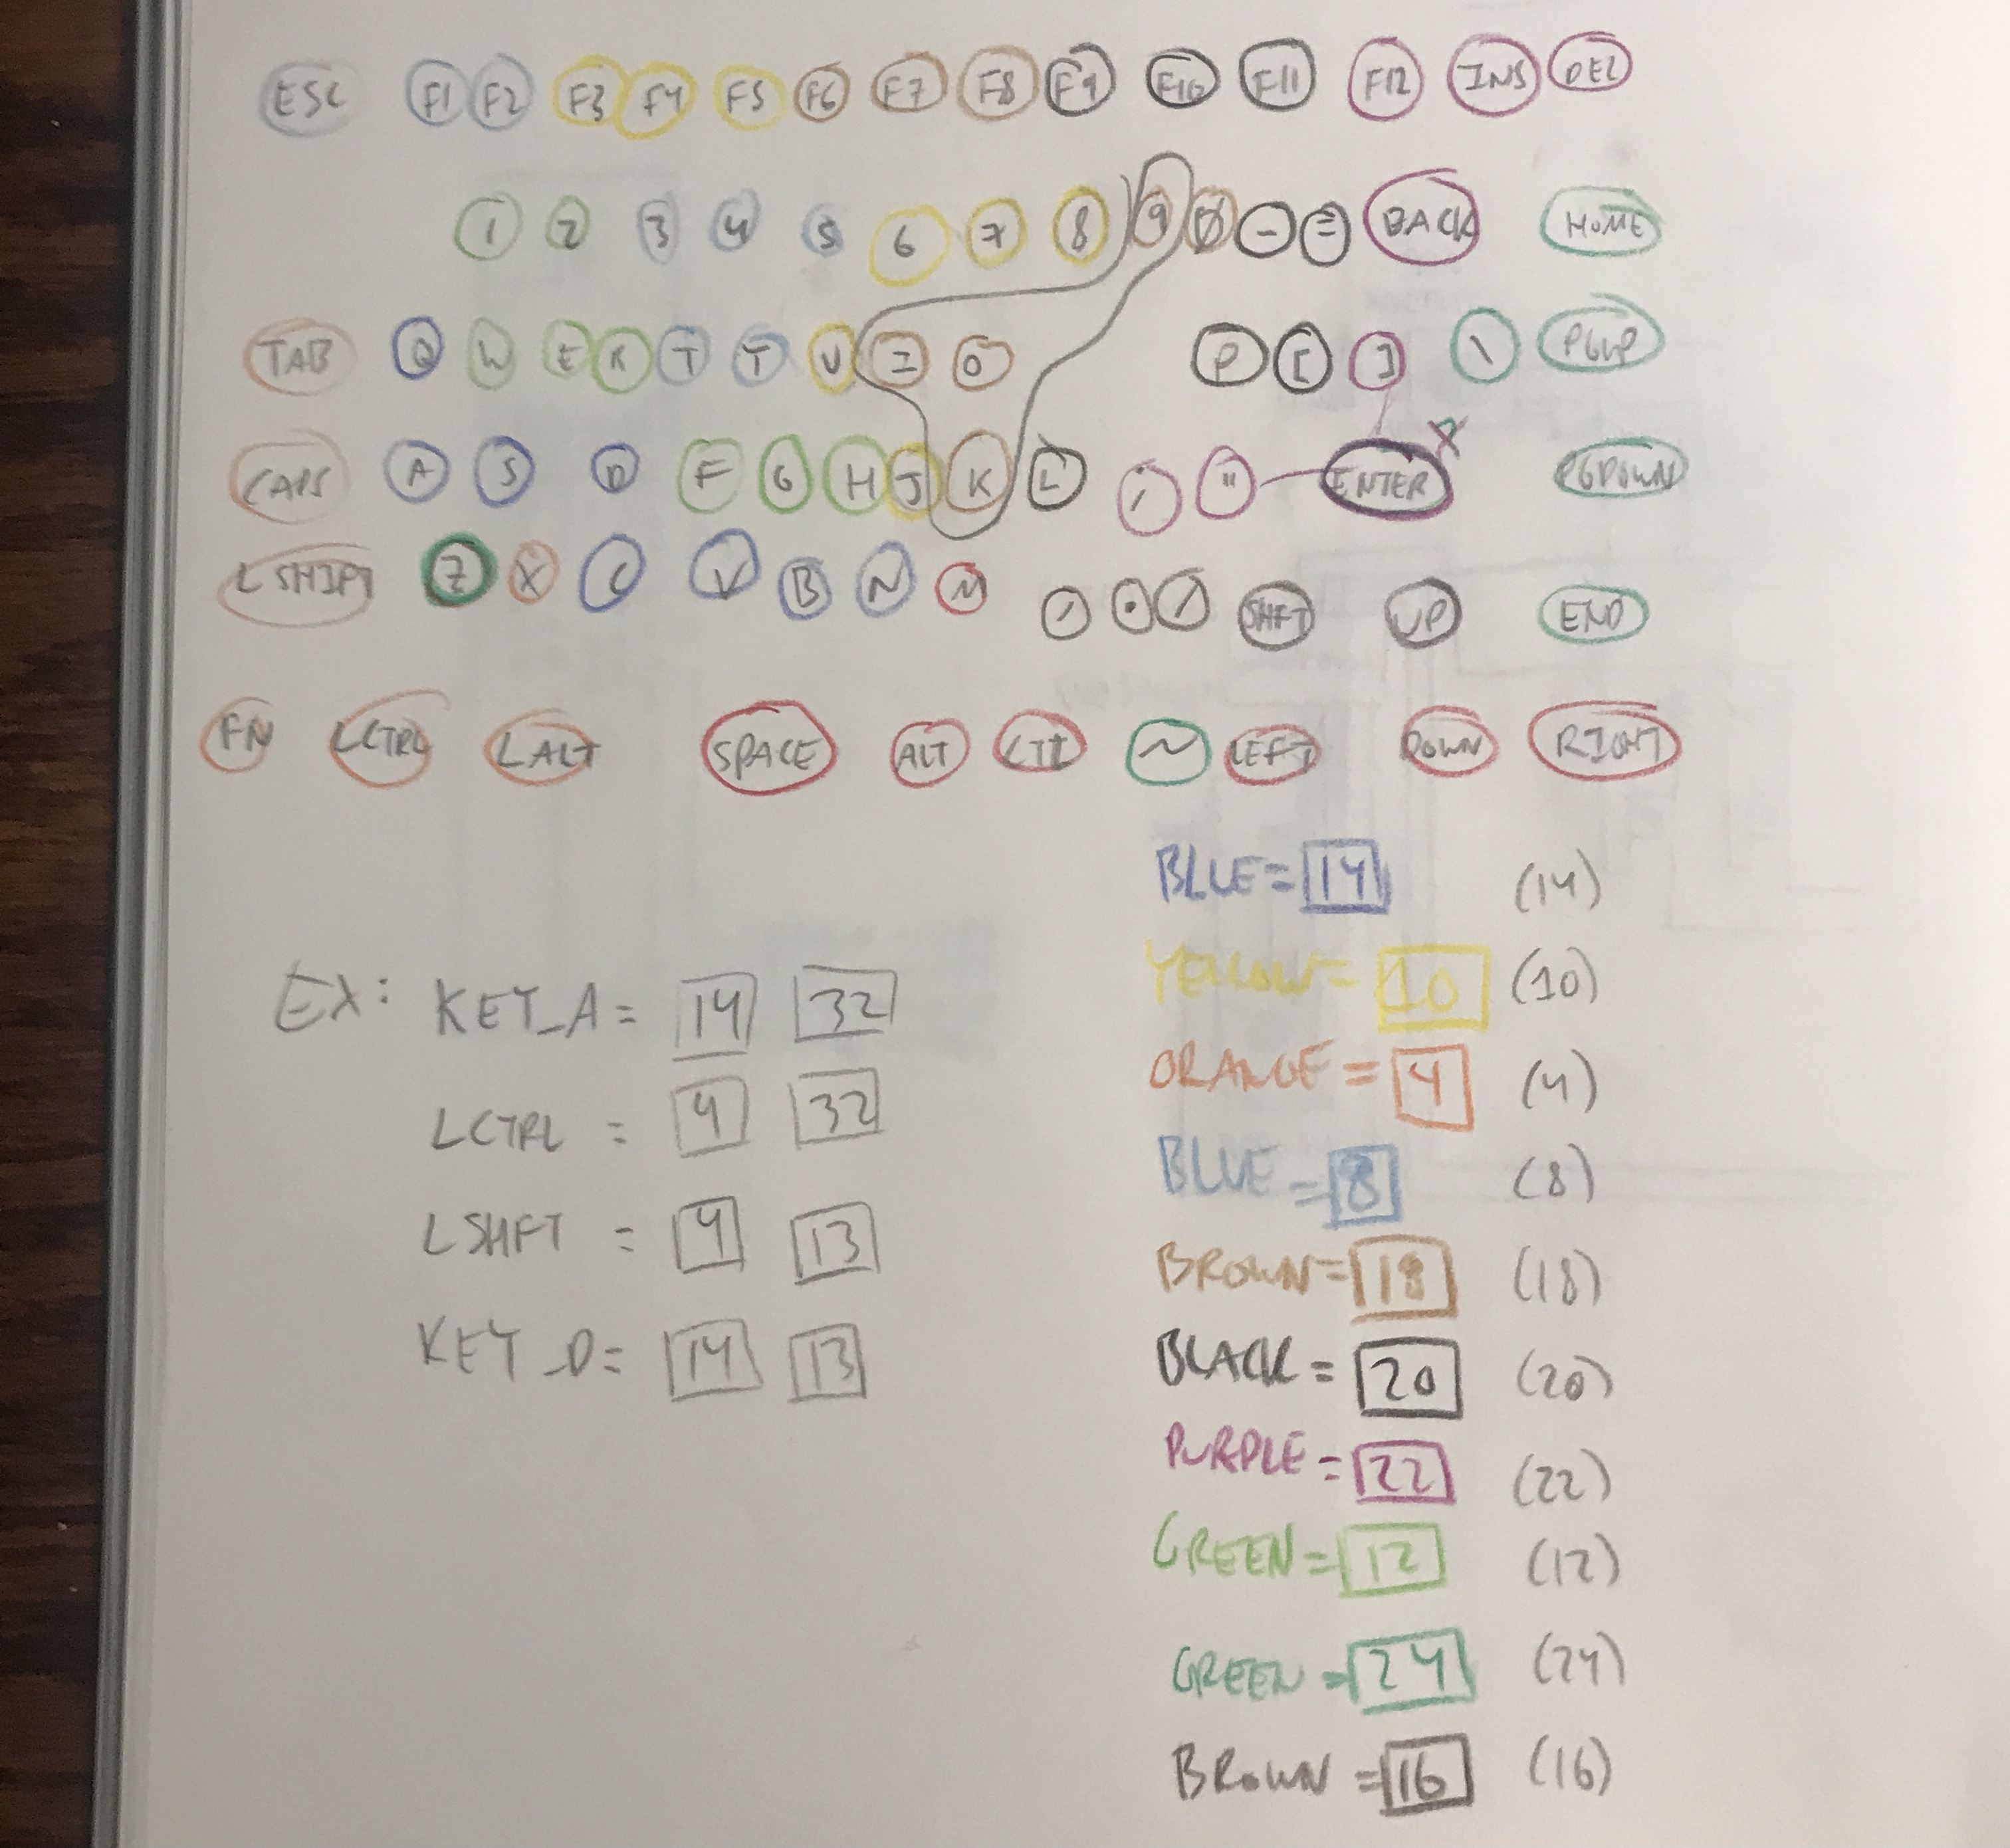 ESC F1 F2 F3 F4 F5 F6 F7 F8 F9 F10 F11 F12 INS DEL
1 2 3 4 5 6 7 8 9 0 - = BACK HOME
TAB Q W E R T Y U I O P [ ] \ PGUP
CAPS A S D F G H J K L ; " ENTER PGDOWN
LSHIFT Z X C V B N M , . / SHFT UP END
FN LCTRL LALT SPACE ALT CTL ~ LEFT DOWN RIGHT
BLUE = 14 (14)
YELLOW = 10 (10)
EX: KEY_A = 14 32
ORANGE = 4 (4)
LCTRL = 4 32
BLUE = 8 (8)
LSHFT = 4 13
BROWN = 18 (18)
KEY_D = 14 13
BLACK = 20 (20)
PURPLE = 22 (22)
GREEN = 12 (12)
GREEN = 24 (24)
BROWN = 16 (16)